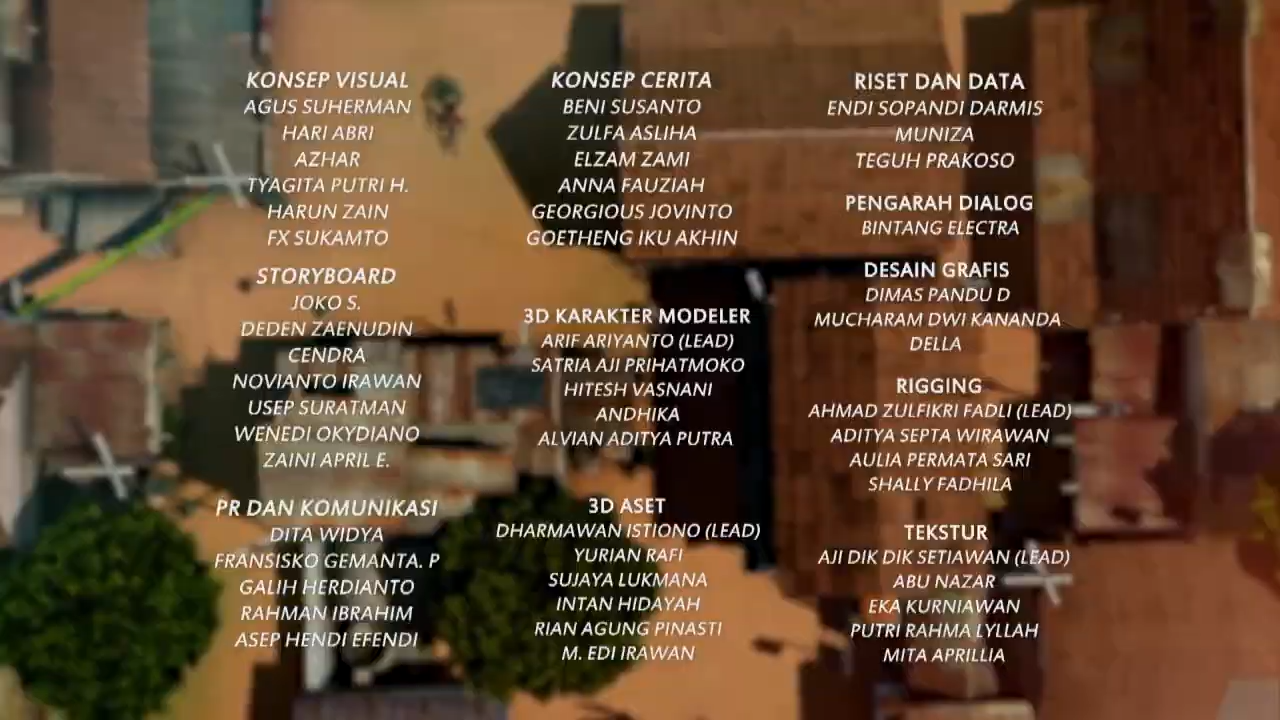 KONSEP VISUAL
AGUS SUHERMAN
HARI ABRI
AZHAR
TYAGITA PUTRI H.
HARUN ZAIN
FX SUKAMTO
STORYBOARD
JOKO S.
DEDEN ZAENUDIN
CENDRA
NOVIANTO IRAWAN
USEP SURATMAN
WENEDI OKYDIANO
ZAINI APRIL E.
PR DAN KOMUNIKASI
DITA WIDYA
FRANSISKO GEMANTA. P
GALIH HERDIANTO
RAHMAN IBRAHIM
ASEP HENDI EFENDI
KONSEP CERITA
BENI SUSANTO
ZULFA ASLIHA
ELZAM ZAMI
ANNA FAUZIAH
GEORGIOUS JOVINTO
GOETHENG IKU AKHIN
3D KARAKTER MODELER
ARIF ARIYANTO (LEAD)
SATRIA AJI PRIHATMOKO
HITESH VASNANI
ANDHIKA
ALVIAN ADITYA PUTRA
3D ASET
DHARMAWAN ISTIONO (LEAD)
YURIAN RAFI
SUJAYA LUKMANA
INTAN HIDAYAH
RIAN AGUNG PINASTI
M. EDI IRAWAN
RISET DAN DATA
ENDI SOPANDI DARMIS
MUNIZA
TEGUH PRAKOSO
PENGARAH DIALOG
BINTANG ELECTRA
DESAIN GRAFIS
DIMAS PANDU D
MUCHARAM DWI KANANDA
DELLA
RIGGING
AHMAD ZULFIKRI FADLI (LEAD)
ADITYA SEPTA WIRAWAN
AULIA PERMATA SARI
SHALLY FADHILA
TEKSTUR
AJI DIK DIK SETIAWAN (LEAD)
ABU NAZAR
EKA KURNIAWAN
PUTRI RAHMA LYLLAH
MITA APRILLIA